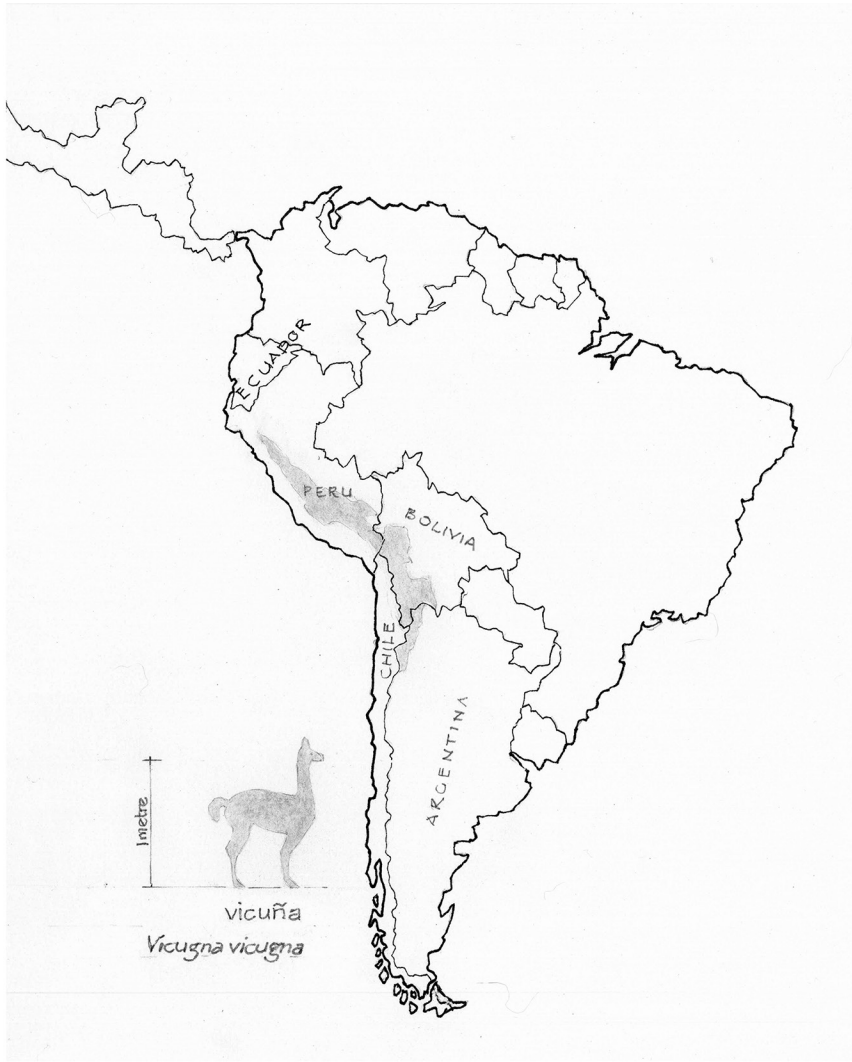 ECUADOR
PERU
BOLIVIA
CHILE
ARGENTINA
1metre
vicuña
Vicugna vicugna